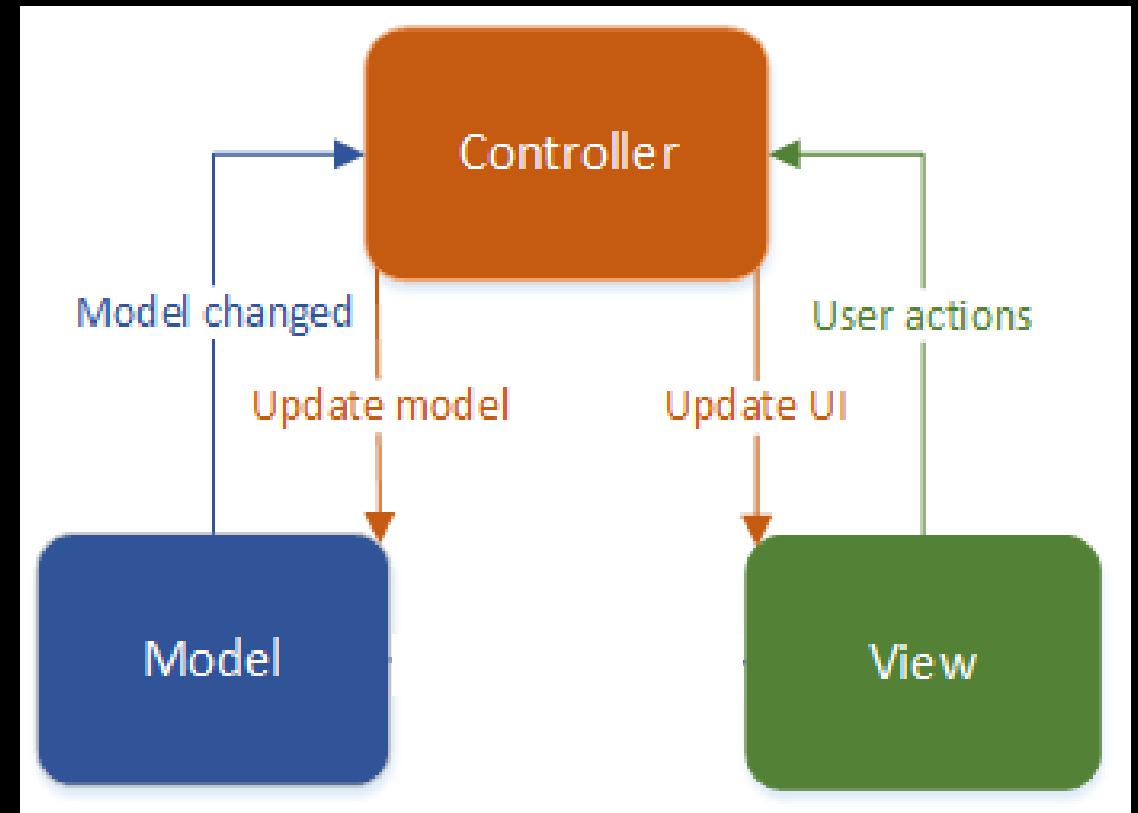 Controller
Model changed
User actions
Update model
Update UI
Model
View